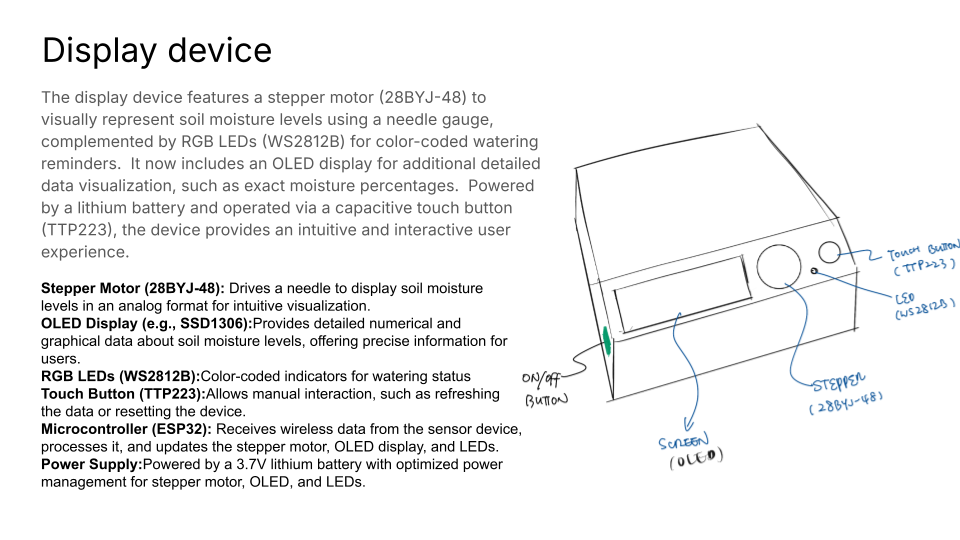 Display device
The display device features a stepper motor (28BYJ-48) to
visually represent soil moisture levels using a needle gauge,
complemented by RGB LEDs (WS2812B) for color-coded watering
reminders.  It now includes an OLED display for additional detailed
data visualization, such as exact moisture percentages.  Powered
by a lithium battery and operated via a capacitive touch button
(TTP223), the device provides an intuitive and interactive user
experience.
Stepper Motor (28BYJ-48): Drives a needle to display soil moisture
levels in an analog format for intuitive visualization.
OLED Display (e.g., SSD1306):Provides detailed numerical and
graphical data about soil moisture levels, offering precise information for
users.
RGB LEDs (WS2812B):Color-coded indicators for watering status
Touch Button (TTP223):Allows manual interaction, such as refreshing
the data or resetting the device.
Microcontroller (ESP32): Receives wireless data from the sensor device,
processes it, and updates the stepper motor, OLED display, and LEDs.
Power Supply:Powered by a 3.7V lithium battery with optimized power
management for stepper motor, OLED, and LEDs.
TOUCH BUTTON
(TTP223)
LED
(WS2812B)
STEPPER
(28BYJ-48)
ON/OFF
BUTTON
SCREEN
(OLED)